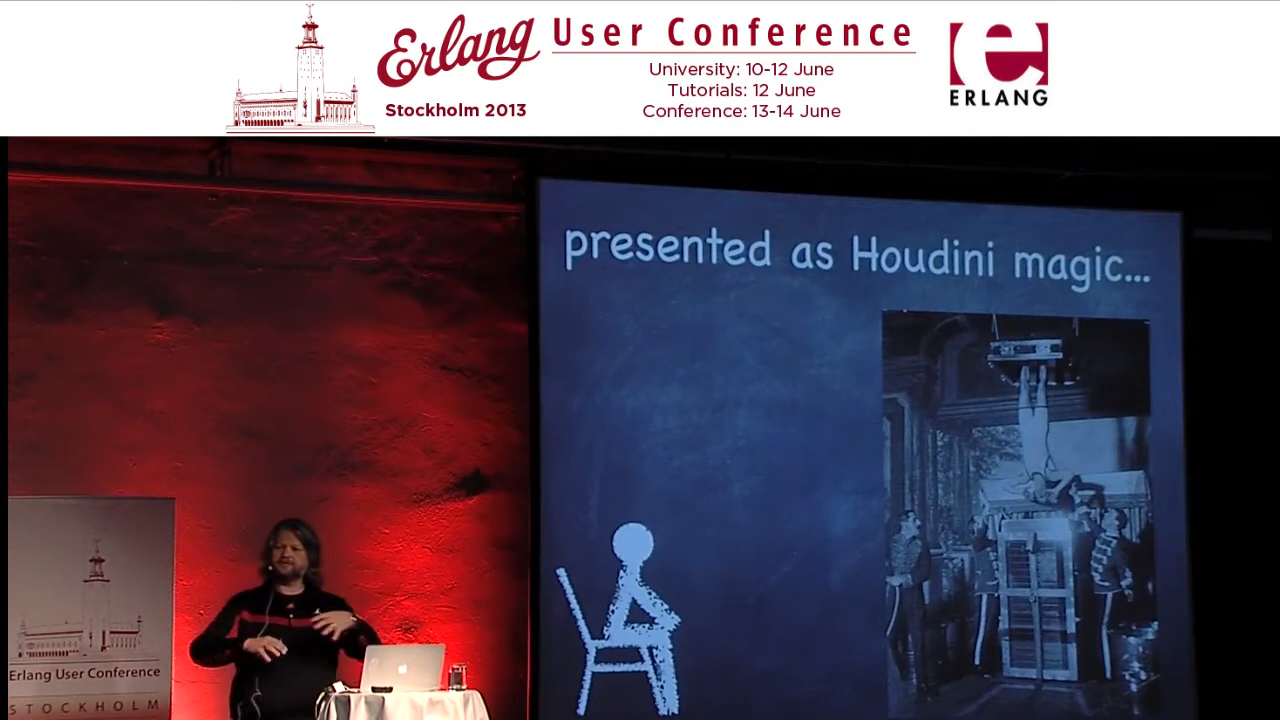 Erlang User Conference
Stockholm 2013
University: 10-12 June
Tutorials: 12 June
Conference: 13-14 June
ERLANG
presented as Houdini magic...
Erlang User Conference
STOCKHOLM